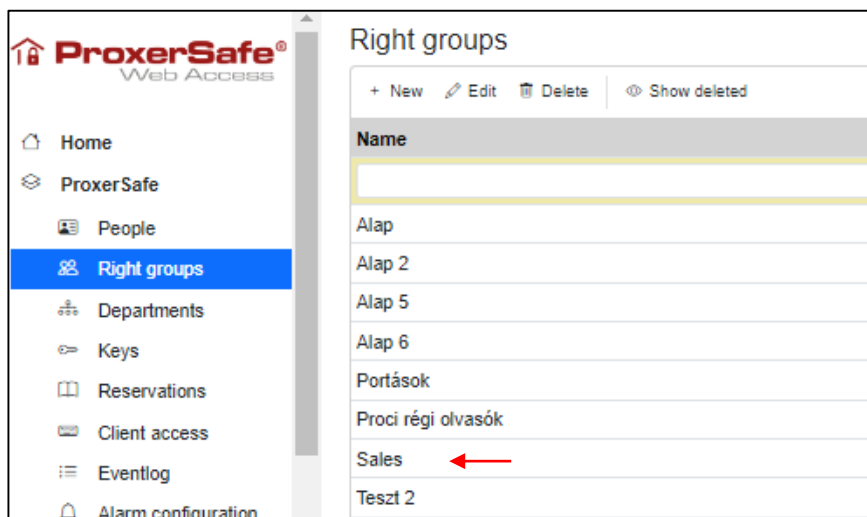 ProxerSafe®
Web Access
Home
ProxerSafe
People
Right groups
Departments
Keys
Reservations
Client access
Eventlog
Alarm configuration
Right groups
+ New Edit Delete Show deleted
Name
Alap
Alap 2
Alap 5
Alap 6
Portások
Proci régi olvasók
Sales
Teszt 2